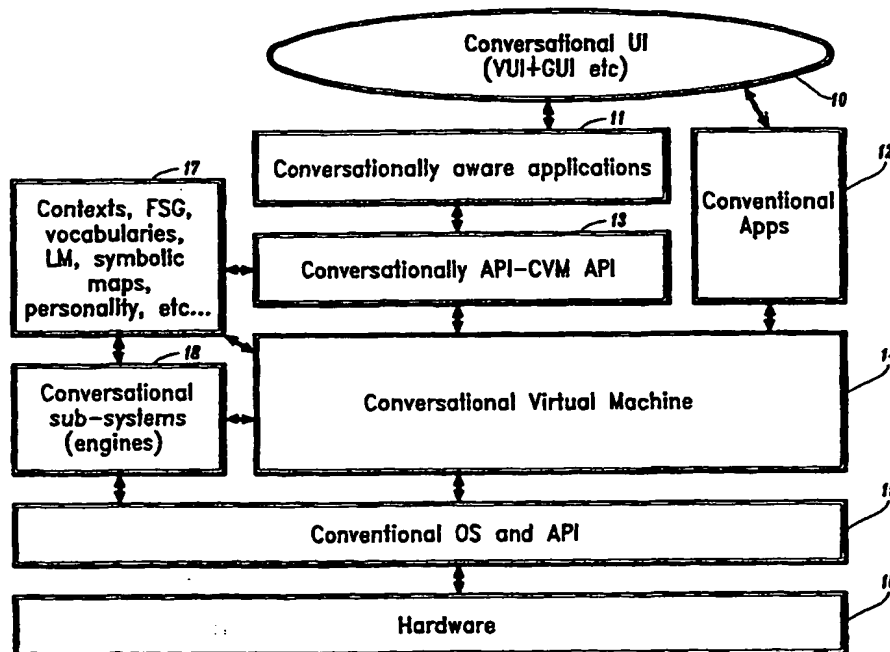 Conversational UI
(VUI+GUI etc)
10
11
Conversationally aware applications
12
Conventional
Apps
17
Contexts, FSG,
vocabularies,
LM, symbolic
maps,
personality, etc...
13
Conversationally API-CVM API
18
Conversational
sub-systems
(engines)
Conversational Virtual Machine
Conventional OS and API
Hardware